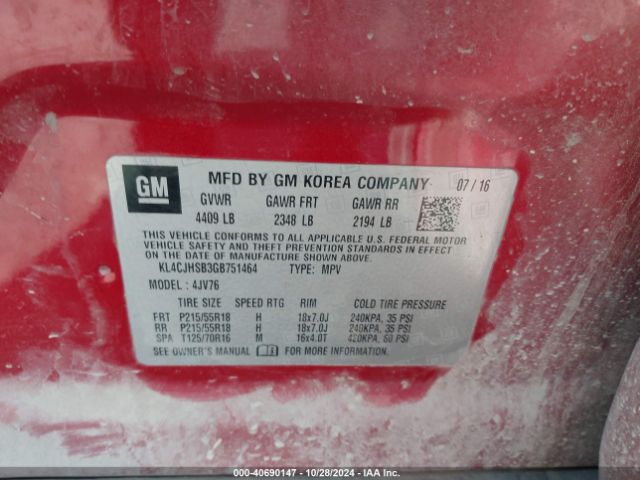 GM
MFD BY GM KOREA COMPANY 07/16
GVWR GAWR FRT GAWR RR
4409 LB 2348 LB 2194 LB
THIS VEHICLE CONFORMS TO ALL APPLICABLE U.S. FEDERAL MOTOR
VEHICLE SAFETY AND THEFT PREVENTION STANDARDS IN EFFECT
ON THE DATE OF MANUFACTURE SHOWN ABOVE.
KL4CJHSB3GB751464 TYPE: MPV
MODEL: 4JV76
TIRE SIZE SPEED RTG RIM COLD TIRE PRESSURE
FRT P215/55R18 H 18x7.0J 240KPA, 35 PSI
RR P215/55R18 H 18x7.0J 240KPA, 35 PSI
SPA T125/70R16 M 16x4.0T 420KPA, 60 PSI
SEE OWNER'S MANUAL FOR MORE INFORMATION.
000-40690147 - 10/28/2024 - IAA Inc.